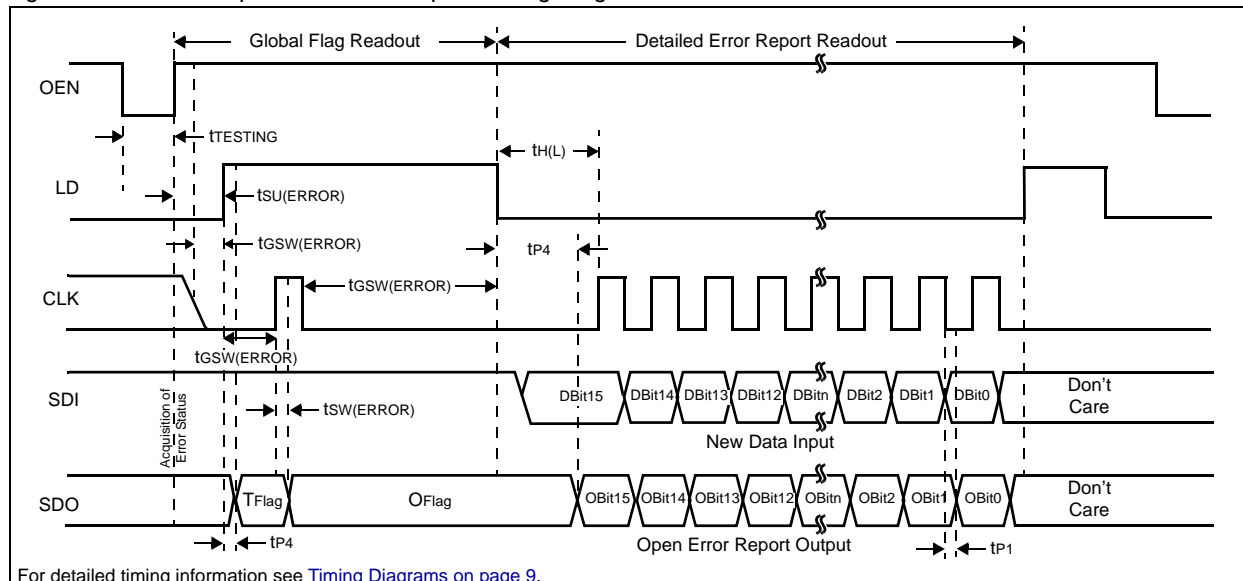 Global Flag Readout Detailed Error Report Readout
OEN
tTESTING
tH(L)
LD
tSU(ERROR)
tGSW(ERROR)
tP4
CLK
tGSW(ERROR)
tGSW(ERROR)
SDI
DBit15 DBit14 DBit13 DBit12 DBitn DBit2 DBit1 DBit0 Don't Care
tSW(ERROR)
New Data Input
Acquisition of
Error Status
SDO
TFlag OFlag OBit15 OBit14 OBit13 OBit12 OBitn OBit2 OBit1 OBit0 Don't Care
tP4
Open Error Report Output
tP1
For detailed timing information see Timing Diagrams on page 9.